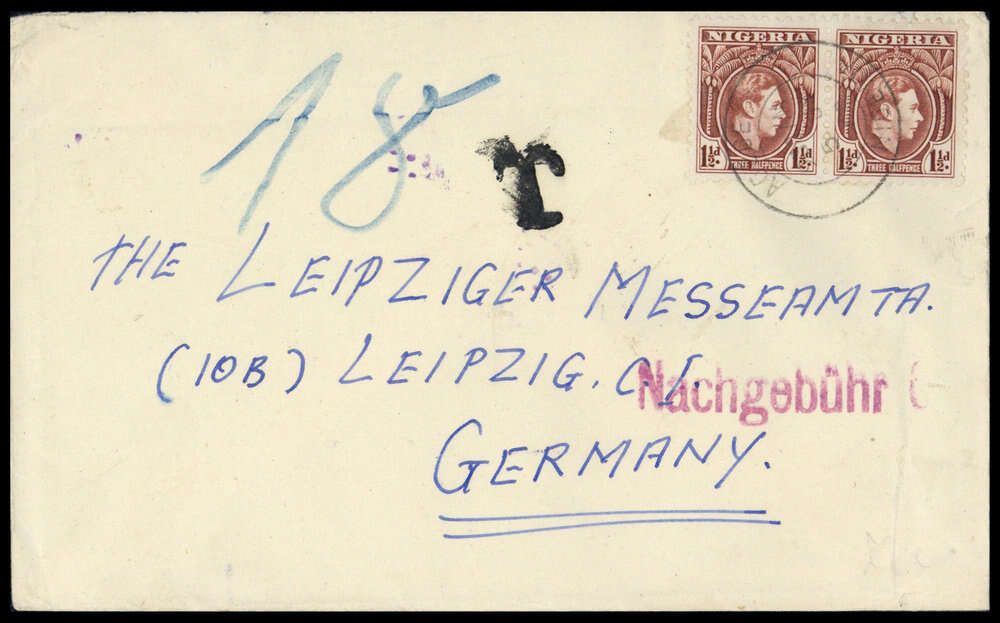 NIGERIA NIGERIA
1½d. THREE HALFPENCE 1½d. 1½d. THREE HALFPENCE 1½d.
18
T
THE LEIPZIGER MESSEAMTA.
(10B) LEIPZIG. C.I.
Nachgebühr
GERMANY.